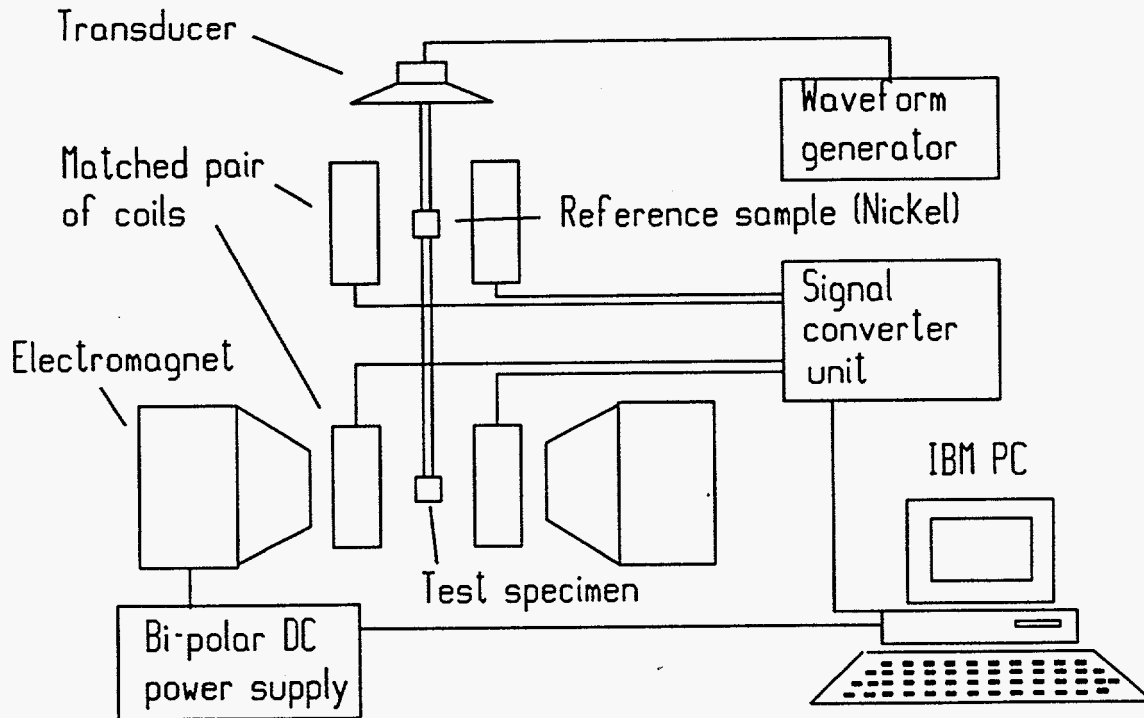 Transducer
Waveform
generator
Matched pair
of coils
Reference sample (Nickel)
Signal
converter
unit
Electromagnet
IBM PC
Test specimen
Bi-polar DC
power supply